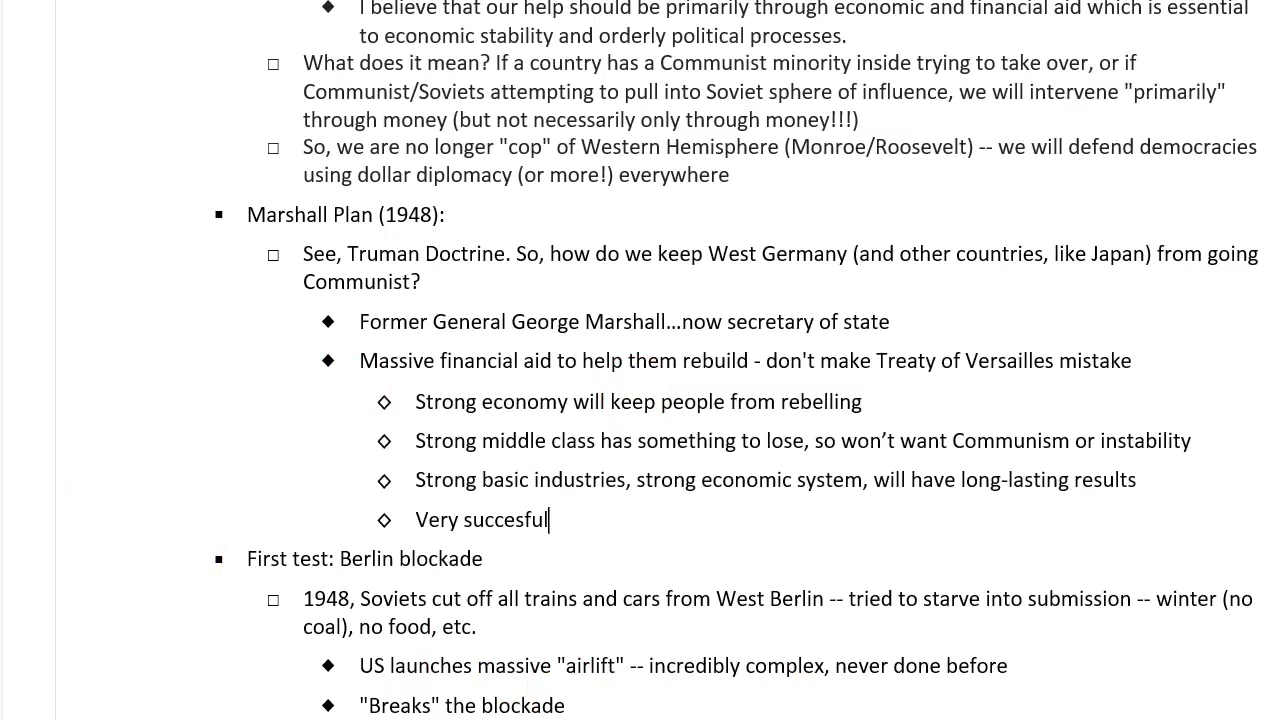 I believe that our help should be primarily through economic and financial aid which is essential
to economic stability and orderly political processes.
What does it mean? If a country has a Communist minority inside trying to take over, or if
Communist/Soviets attempting to pull into Soviet sphere of influence, we will intervene "primarily"
through money (but not necessarily only through money!!!)
So, we are no longer "cop" of Western Hemisphere (Monroe/Roosevelt) -- we will defend democracies
using dollar diplomacy (or more!) everywhere
Marshall Plan (1948):
See, Truman Doctrine. So, how do we keep West Germany (and other countries, like Japan) from going
Communist?
Former General George Marshall...now secretary of state
Massive financial aid to help them rebuild - don't make Treaty of Versailles mistake
Strong economy will keep people from rebelling
Strong middle class has something to lose, so won’t want Communism or instability
Strong basic industries, strong economic system, will have long-lasting results
Very succesful
First test: Berlin blockade
1948, Soviets cut off all trains and cars from West Berlin -- tried to starve into submission -- winter (no
coal), no food, etc.
US launches massive "airlift" -- incredibly complex, never done before
"Breaks" the blockade